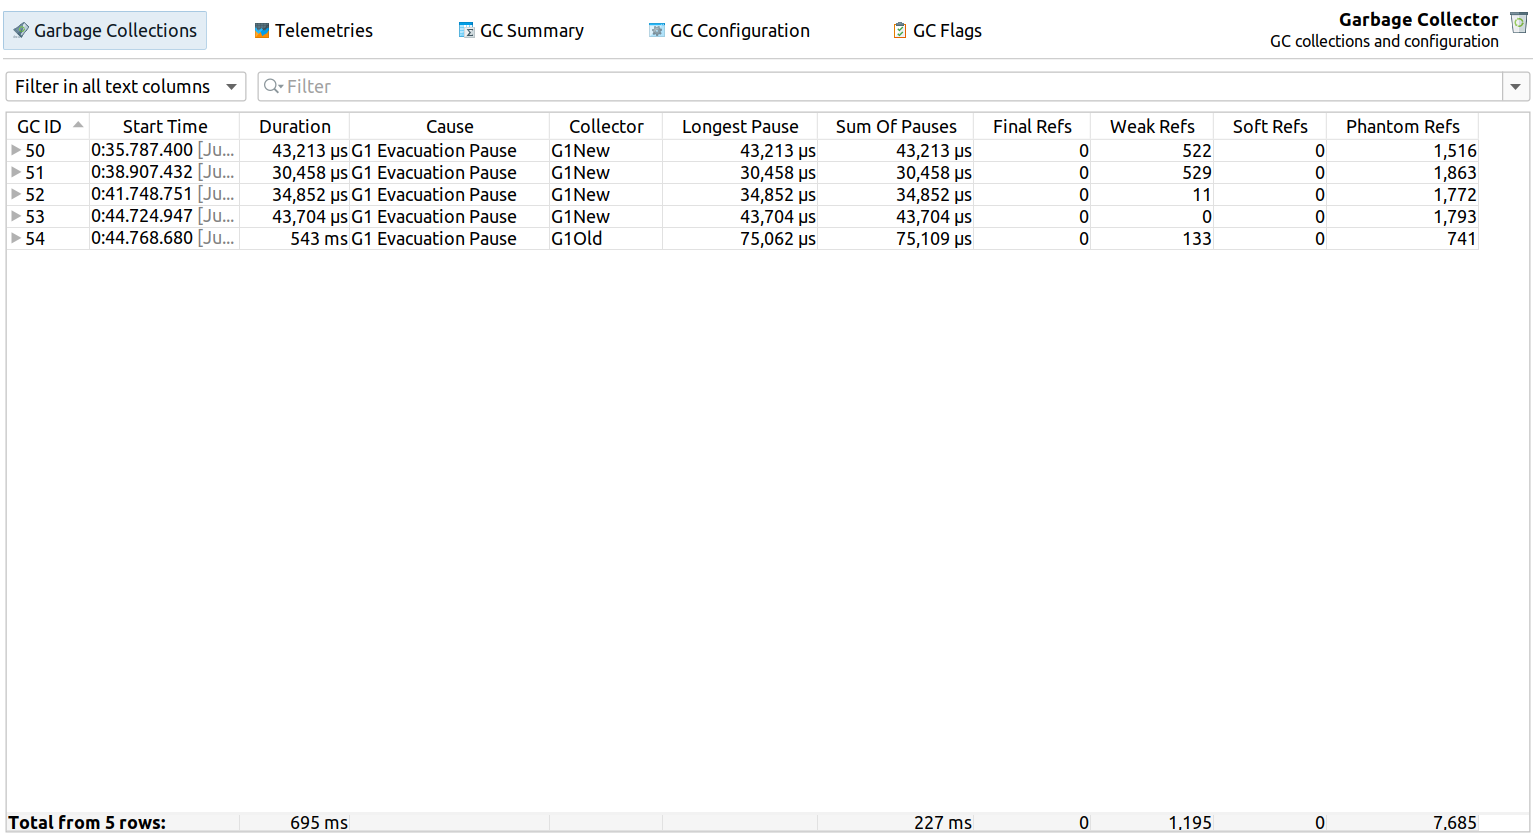 Garbage Collections Telemetries GC Summary GC Configuration GC Flags Garbage Collector
GC collections and configuration
Filter in all text columns Filter
GC ID Start Time Duration Cause Collector Longest Pause Sum Of Pauses Final Refs Weak Refs Soft Refs Phantom Refs
50 0:35.787.400 [Ju... 43,213 µs G1 Evacuation Pause G1New 43,213 µs 43,213 µs 0 522 0 1,516
51 0:38.907.432 [Ju... 30,458 µs G1 Evacuation Pause G1New 30,458 µs 30,458 µs 0 529 0 1,863
52 0:41.748.751 [Ju... 34,852 µs G1 Evacuation Pause G1New 34,852 µs 34,852 µs 0 11 0 1,772
53 0:44.724.947 [Ju... 43,704 µs G1 Evacuation Pause G1New 43,704 µs 43,704 µs 0 0 0 1,793
54 0:44.768.680 [Ju... 543 ms G1 Evacuation Pause G1Old 75,062 µs 75,109 µs 0 133 0 741
Total from 5 rows: 695 ms 227 ms 0 1,195 0 7,685